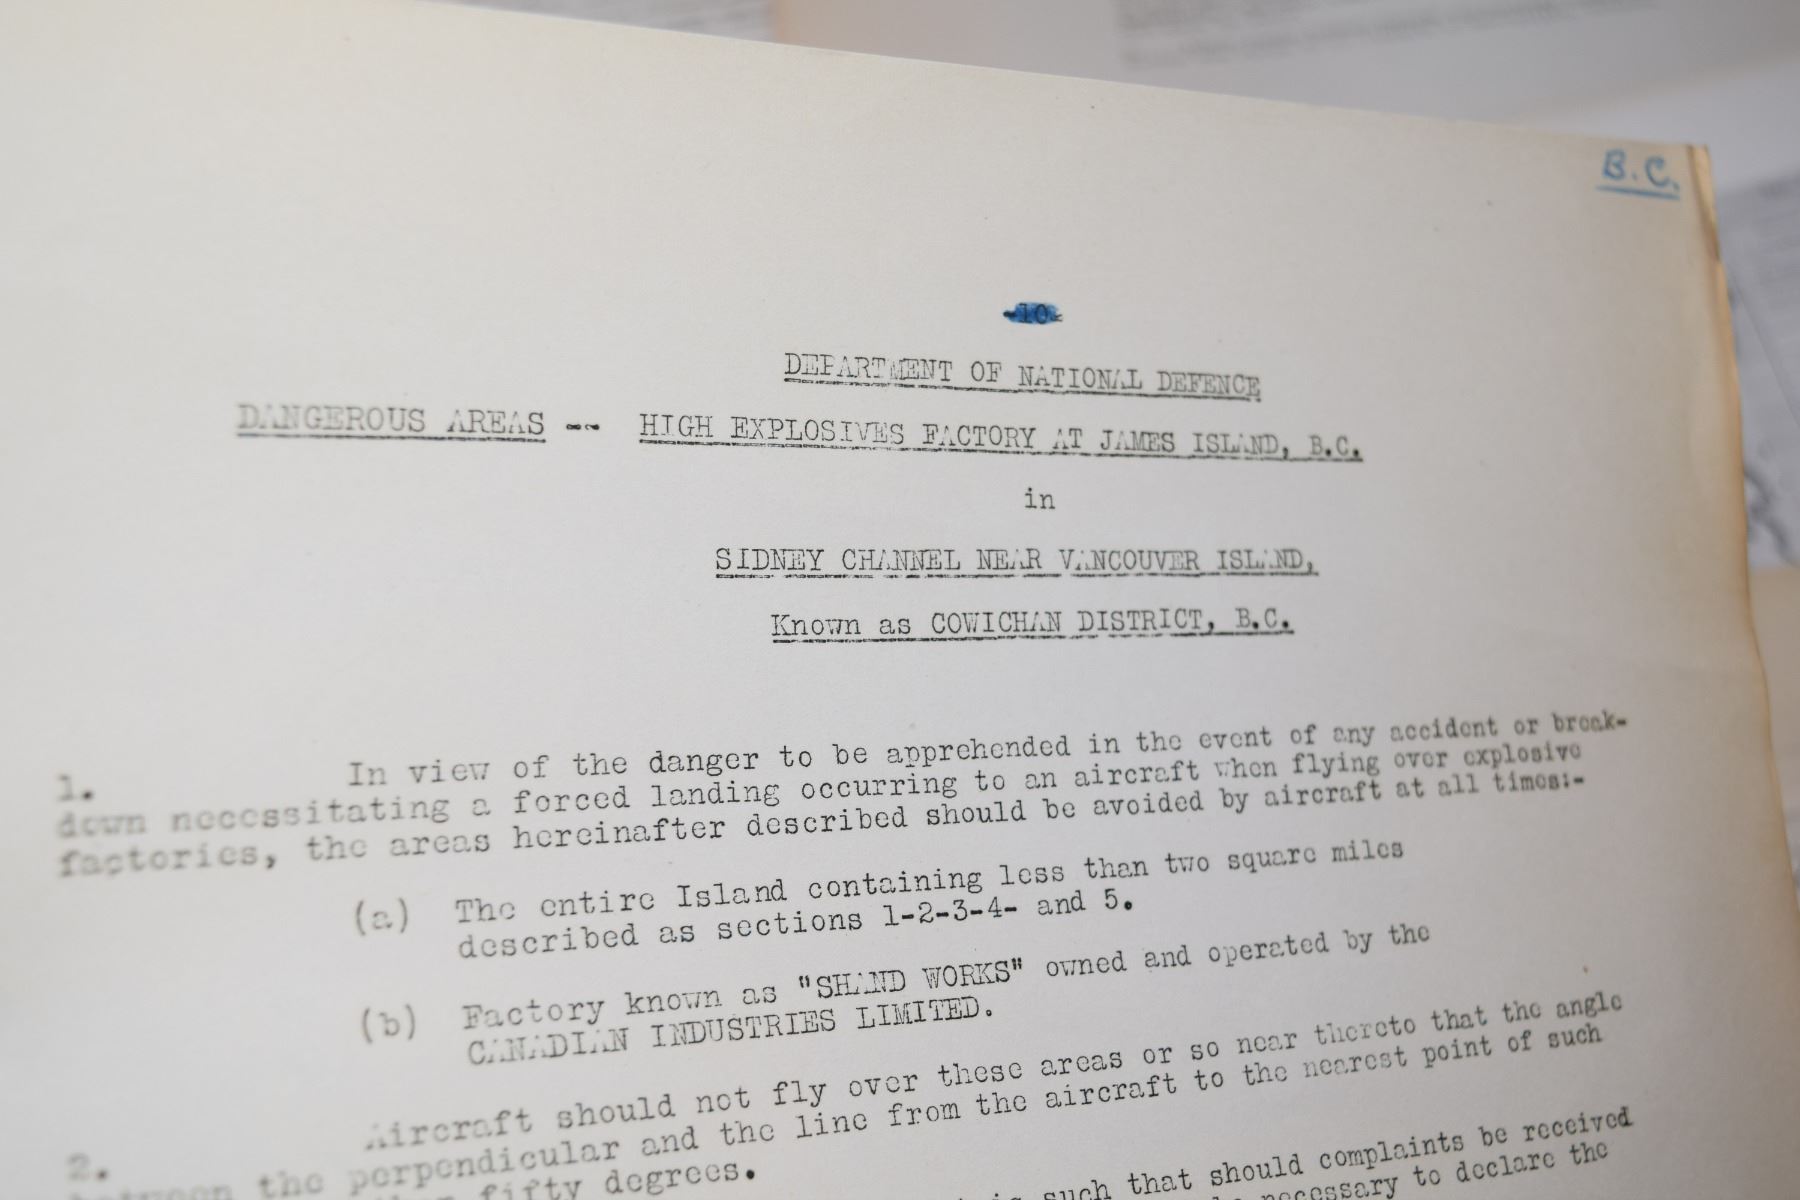 B.C.
-10-
DEPARTMENT OF NATIONAL DEFENCE
DANGEROUS AREAS -- HIGH EXPLOSIVES FACTORY AT JAMES ISLAND, B.C.
in
SIDNEY CHANNEL NEAR VANCOUVER ISLAND,
Known as COWICHAN DISTRICT, B.C.
1. In view of the danger to be apprehended in the event of any accident or break-
down necessitating a forced landing occurring to an aircraft when flying over explosive
factories, the areas hereinafter described should be avoided by aircraft at all times:-
(a) The entire Island containing less than two square miles
described as sections 1-2-3-4- and 5.
(b) Factory known as "SHAND WORKS" owned and operated by the
CANADIAN INDUSTRIES LIMITED.
2. Aircraft should not fly over these areas or so near thereto that the angle
between the perpendicular and the line from the aircraft to the nearest point of such
fifty degrees.
such that should complaints be received
necessary to declare the